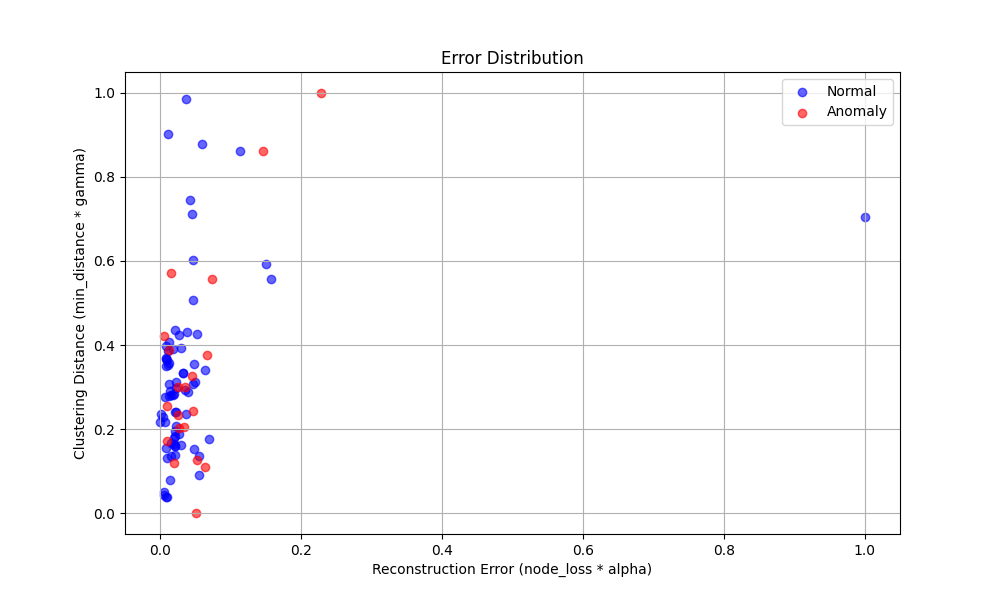 Error Distribution
Normal
Anomaly
1.0
0.8
0.6
0.4
0.2
0.0
Clustering Distance (min_distance * gamma)
0.0 0.2 0.4 0.6 0.8 1.0
Reconstruction Error (node_loss * alpha)